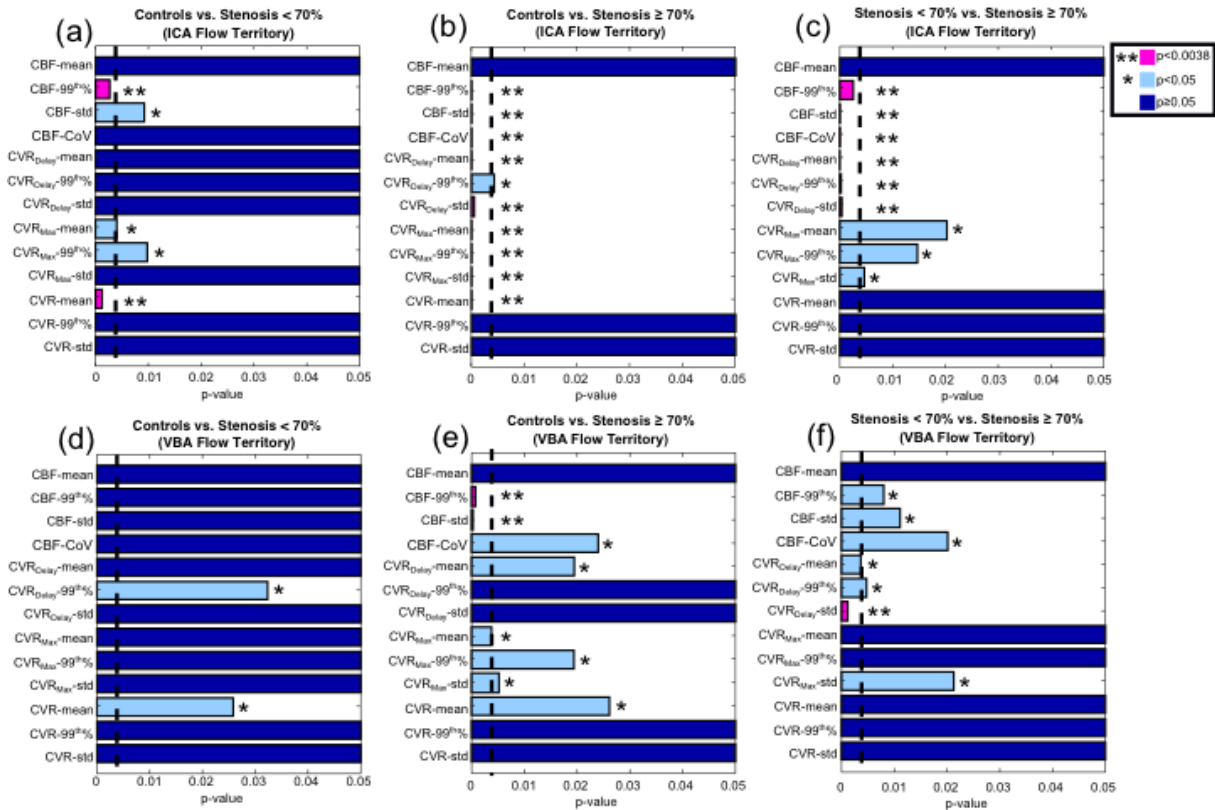 (a)
Controls vs. Stenosis < 70%
(ICA Flow Territory)
CBF-mean
CBF-99th%
CBF-std
CBF-CoV
CVRDelay-mean
CVRDelay-99th%
CVRDelay-std
CVRMax-mean
CVRMax-99th%
CVRMax-std
CVR-mean
CVR-99th%
CVR-std
**
*
*
*
**
0 0.01 0.02 0.03 0.04 0.05
p-value
(b)
Controls vs. Stenosis ≥ 70%
(ICA Flow Territory)
CBF-mean
CBF-99th%
CBF-std
CBF-CoV
CVRDelay-mean
CVRDelay-99th%
CVRDelay-std
CVRMax-mean
CVRMax-99th%
CVRMax-std
CVR-mean
CVR-99th%
CVR-std
**
**
**
**
*
**
**
**
**
**
0 0.01 0.02 0.03 0.04 0.05
p-value
(c)
Stenosis < 70% vs. Stenosis ≥ 70%
(ICA Flow Territory)
CBF-mean
CBF-99th%
CBF-std
CBF-CoV
CVRDelay-mean
CVRDelay-99th%
CVRDelay-std
CVRMax-mean
CVRMax-99th%
CVRMax-std
CVR-mean
CVR-99th%
CVR-std
**
**
**
**
**
**
*
*
*
0 0.01 0.02 0.03 0.04 0.05
p-value
** p<0.0038
* p<0.05
p≥0.05
(d)
Controls vs. Stenosis < 70%
(VBA Flow Territory)
CBF-mean
CBF-99th%
CBF-std
CBF-CoV
CVRDelay-mean
CVRDelay-99th%
CVRDelay-std
CVRMax-mean
CVRMax-99th%
CVRMax-std
CVR-mean
CVR-99th%
CVR-std
*
*
0 0.01 0.02 0.03 0.04 0.05
p-value
(e)
Controls vs. Stenosis ≥ 70%
(VBA Flow Territory)
CBF-mean
CBF-99th%
CBF-std
CBF-CoV
CVRDelay-mean
CVRDelay-99th%
CVRDelay-std
CVRMax-mean
CVRMax-99th%
CVRMax-std
CVR-mean
CVR-99th%
CVR-std
**
**
*
*
*
*
*
*
0 0.01 0.02 0.03 0.04 0.05
p-value
(f)
Stenosis < 70% vs. Stenosis ≥ 70%
(VBA Flow Territory)
CBF-mean
CBF-99th%
CBF-std
CBF-CoV
CVRDelay-mean
CVRDelay-99th%
CVRDelay-std
CVRMax-mean
CVRMax-99th%
CVRMax-std
CVR-mean
CVR-99th%
CVR-std
*
*
*
*
*
**
*
0 0.01 0.02 0.03 0.04 0.05
p-value